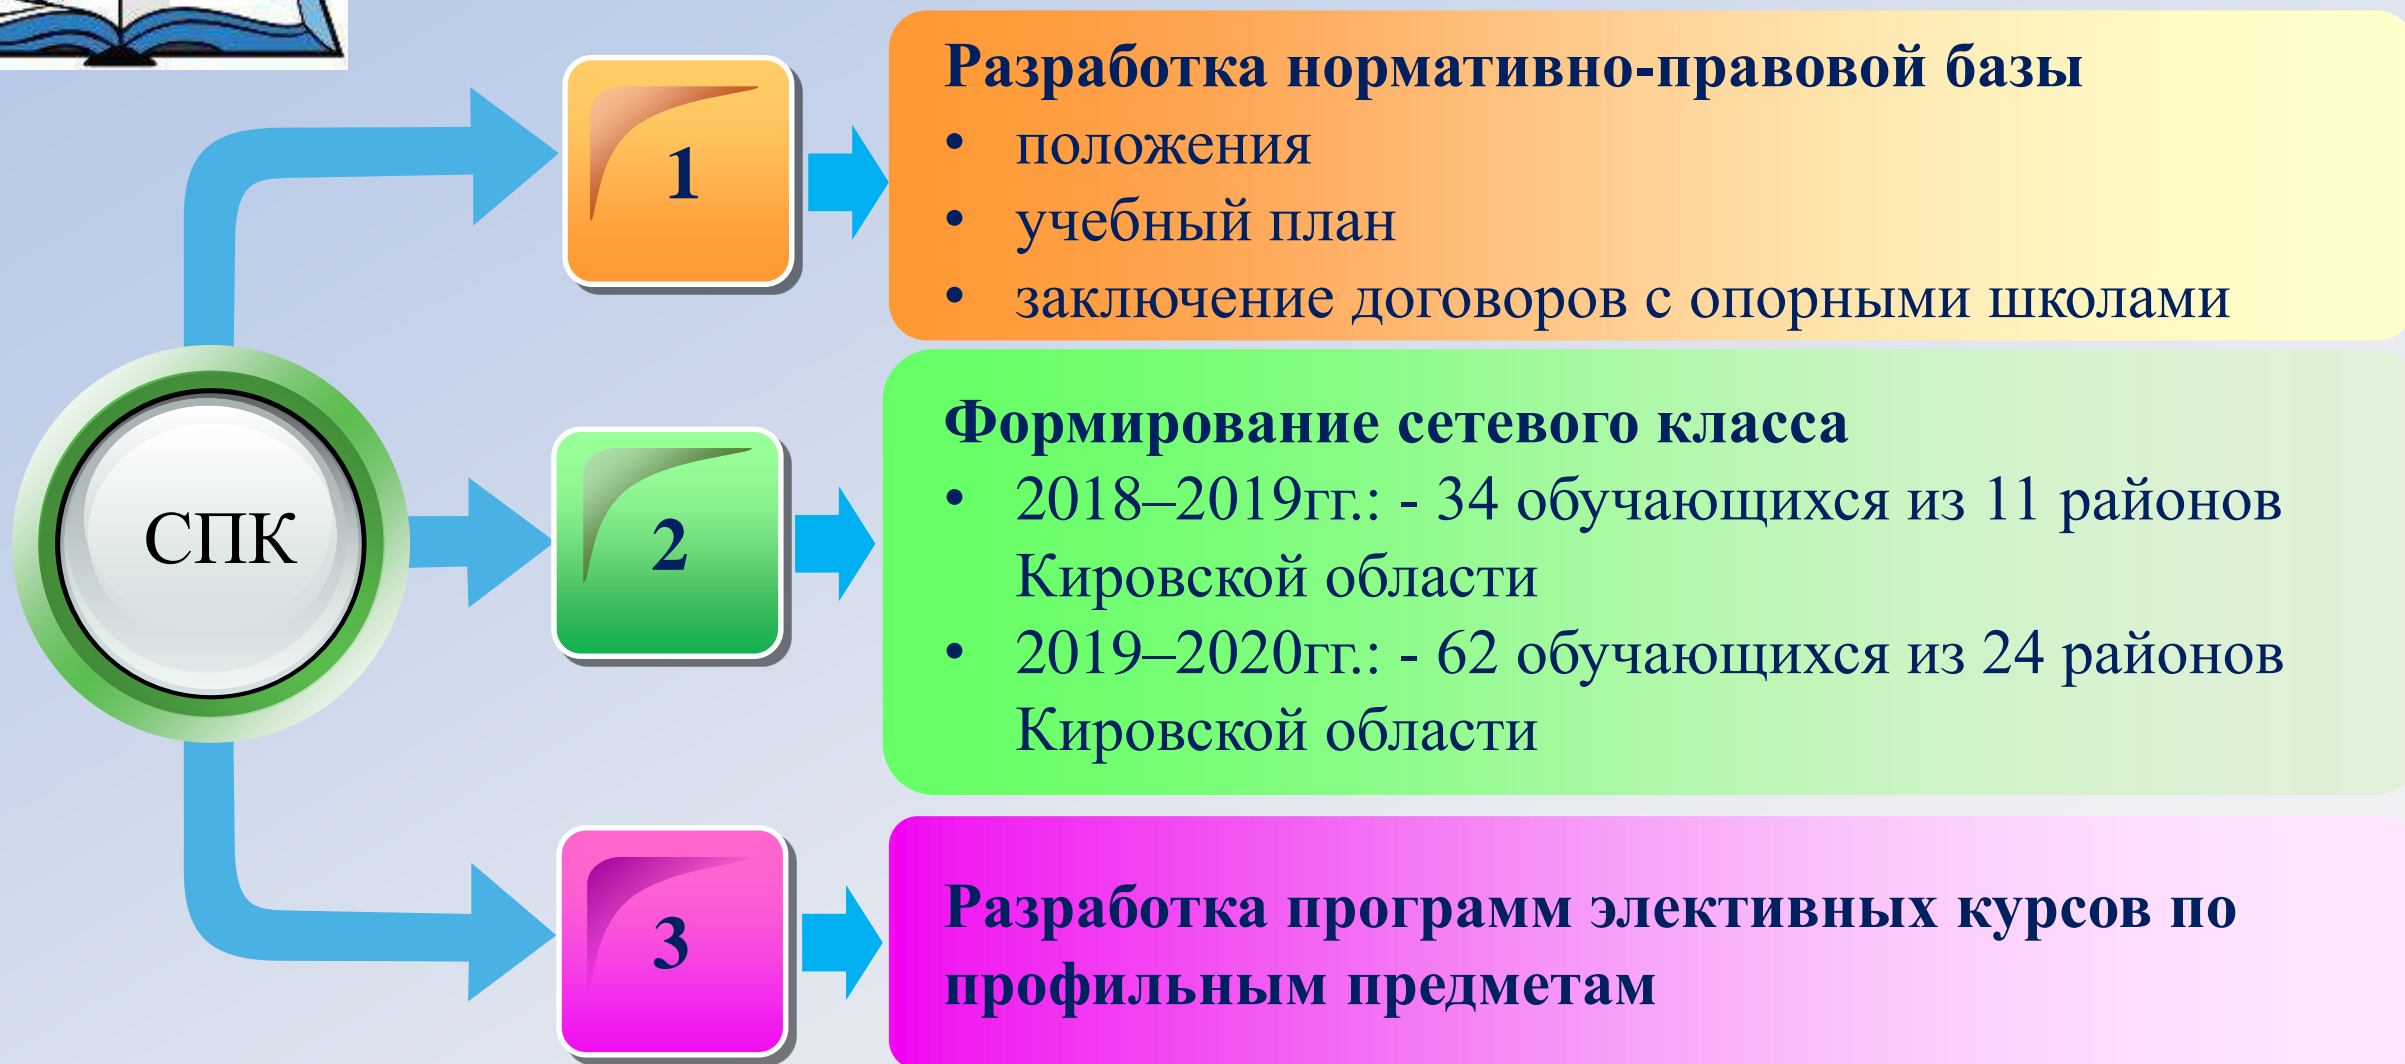 СПК
1
Разработка нормативно-правовой базы
• положения
• учебный план
• заключение договоров с опорными школами
2
Формирование сетевого класса
• 2018–2019гг.: - 34 обучающихся из 11 районов
Кировской области
• 2019–2020гг.: - 62 обучающихся из 24 районов
Кировской области
3
Разработка программ элективных курсов по
профильным предметам